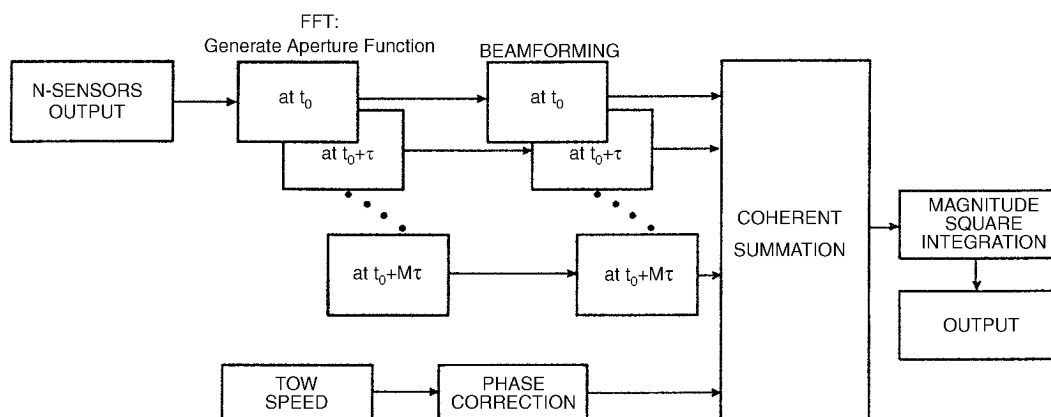 FFT:
Generate Aperture Function
BEAMFORMING
N-SENSORS
OUTPUT
at t₀
at t₀
at t₀+τ
at t₀+τ
COHERENT
SUMMATION
MAGNITUDE
SQUARE
INTEGRATION
at t₀+Mτ
at t₀+Mτ
OUTPUT
TOW
SPEED
PHASE
CORRECTION